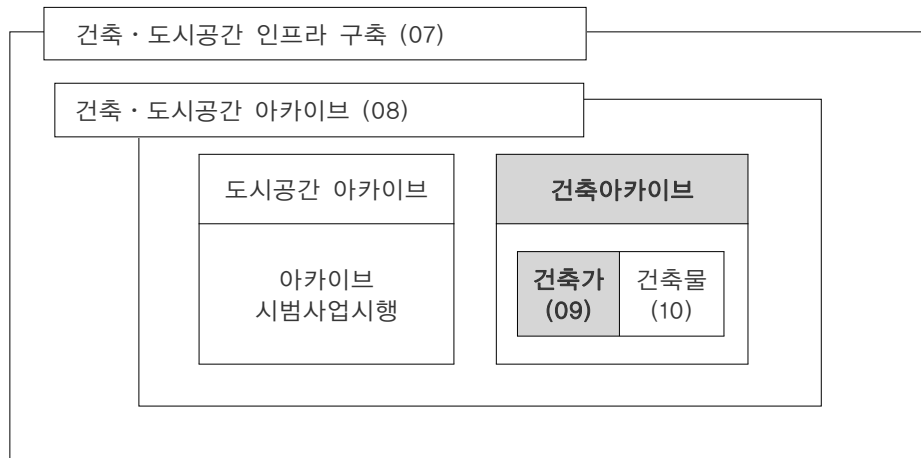 건축·도시공간 인프라 구축 (07)
건축·도시공간 아카이브 (08)
도시공간 아카이브
아카이브
시범사업시행
건축아카이브
건축가
(09)
건축물
(10)